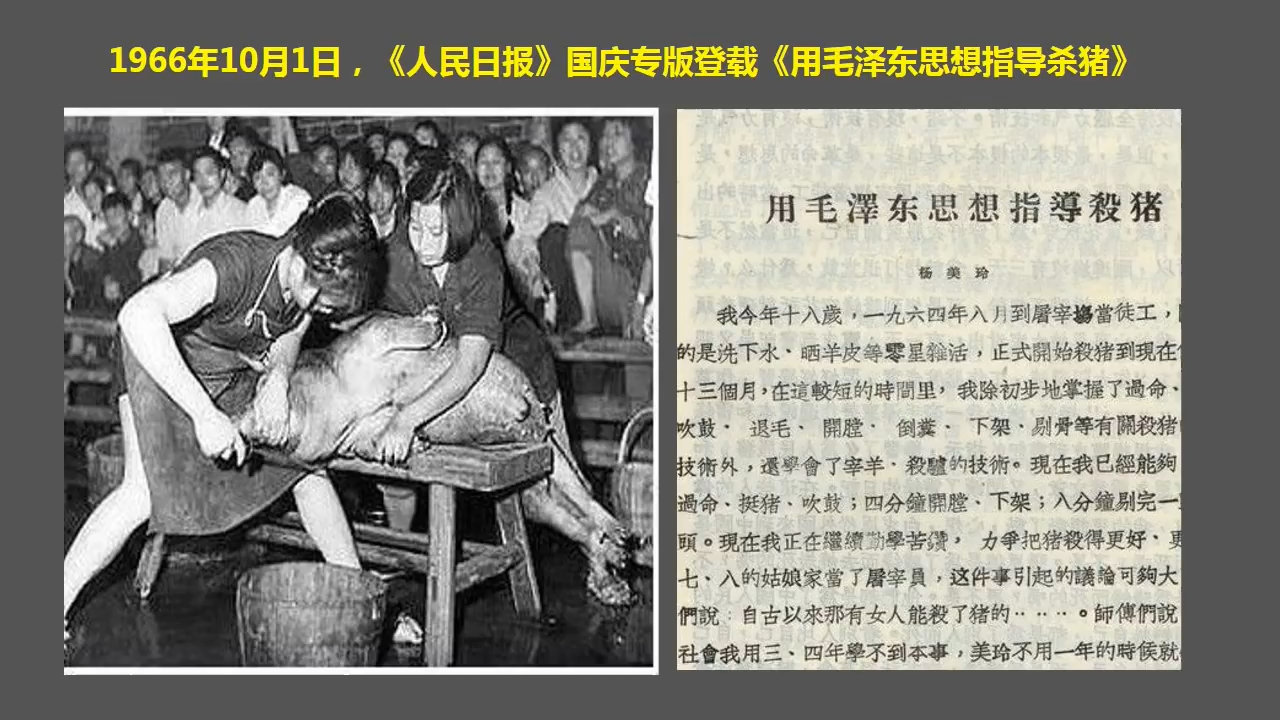 1966年10月1日，《人民日报》国庆专版登载《用毛泽东思想指导杀猪》
用毛澤东思想指導殺猪
杨美玲
我今年十八歲，一九六四年八月到屠宰場當徒工，
的是洗下水、晒羊皮等零星雜活，正式開始殺猪到現在
十三個月，在這較短的時間里，我除初步地掌握了過命、
吹鼓、退毛、開膛、倒糞、下架、剔骨等有關殺猪
技術外，還學會了宰羊、殺驢的技術。現在我已經能夠
過命、挺猪、吹鼓；四分鐘開膛、下架；八分鐘剔完一
頭。現在我正在繼續勤學苦鑽，力爭把猪殺得更好、更
七、八的姑娘家當了屠宰員，这件事引起的議論可夠大
們說：自古以來那有女人能殺了猪的……。師傅們說
社會我用三、四年學不到本事，美玲不用一年的時候就